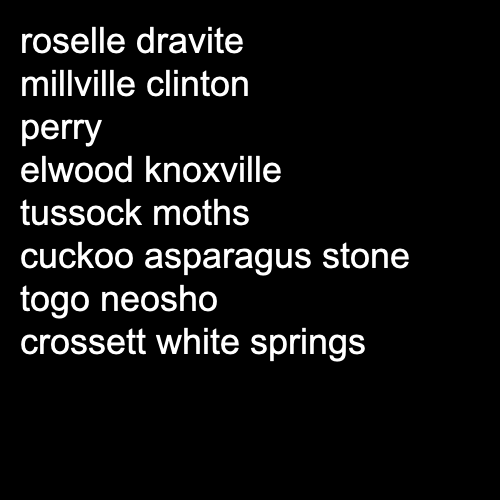 roselle dravite
millville clinton
perry
elwood knoxville
tussock moths
cuckoo asparagus stone
togo neosho
crossett white springs